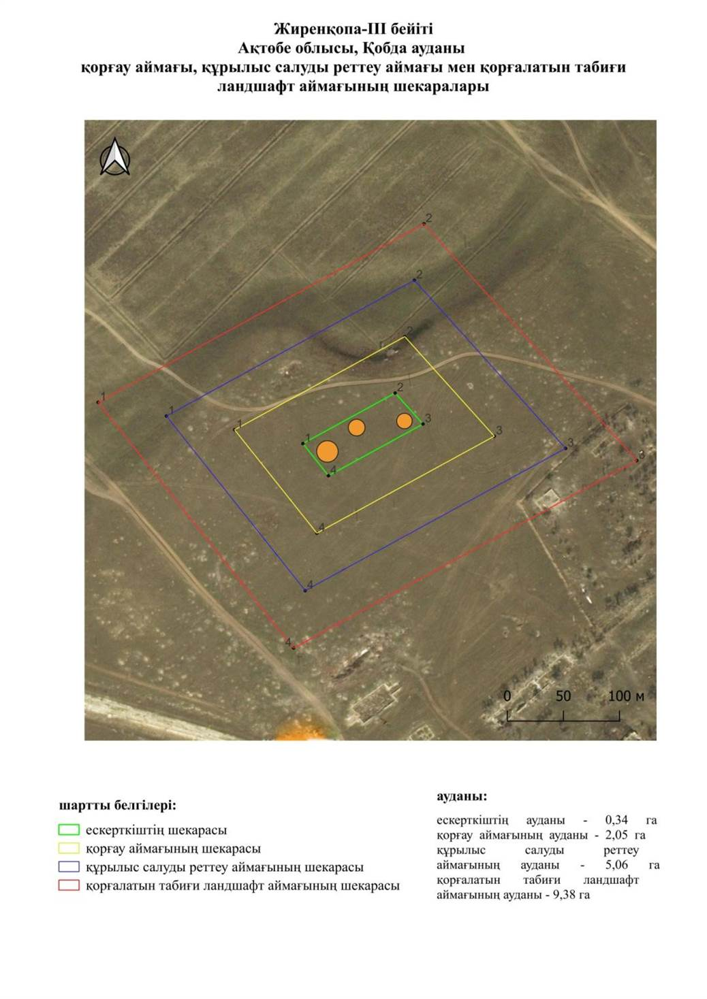 Жиренқопа-III бейіті
Ақтөбе облысы, Қобда ауданы
қорғау аймағы, құрылыс салуды реттеу аймағы мен қорғалатын табиғи
ландшафт аймағының шекаралары
2
2
2
1
1
2
1
3
3
1
3
4
3
4
4
4
0 50 100 м
шартты белгілері:
ескерткіштің шекарасы
қорғау аймағының шекарасы
құрылыс салуды реттеу аймағының шекарасы
қорғалатын табиғи ландшафт аймағының шекарасы
ауданы:
ескерткіштің ауданы - 0,34 га
қорғау аймағының ауданы - 2,05 га
құрылыс салуды реттеу
аймағының ауданы - 5,06 га
қорғалатын табиғи ландшафт
аймағының ауданы - 9,38 га